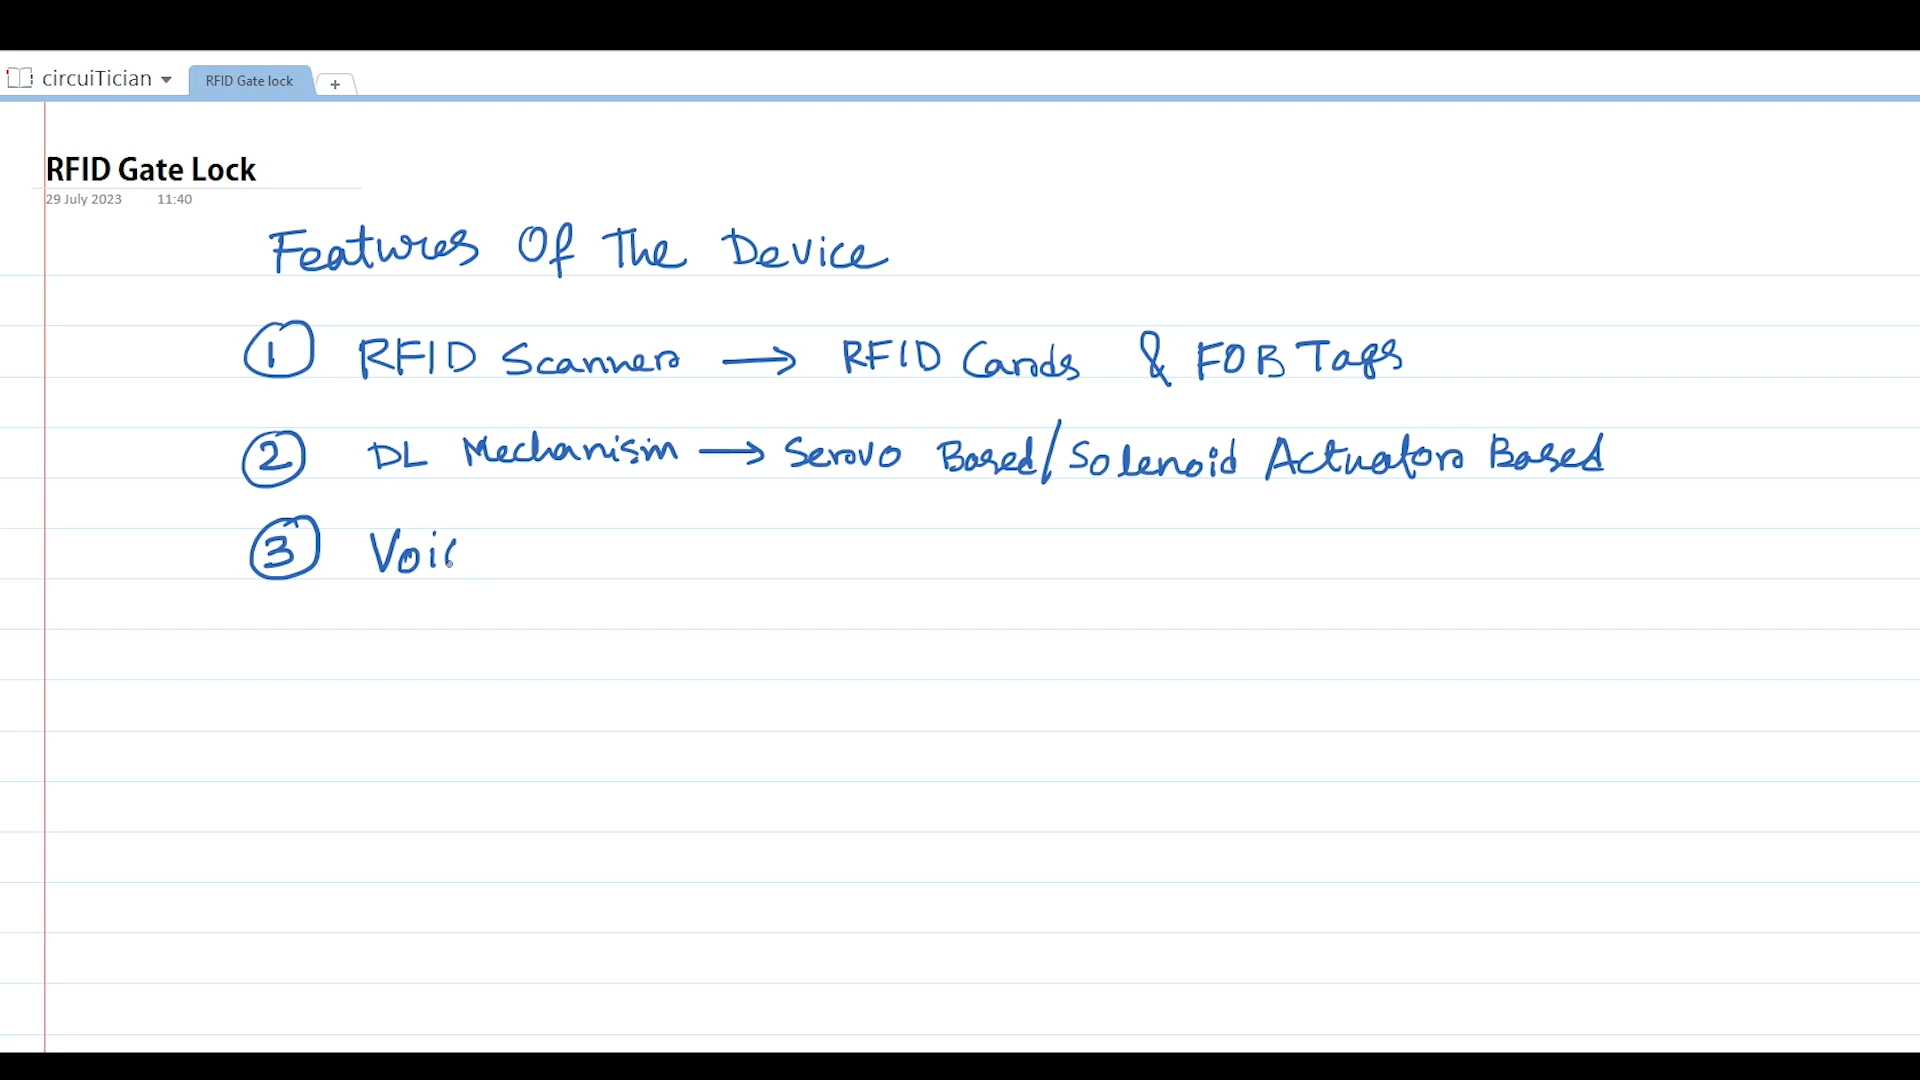 circuiTician RFID Gate lock +
RFID Gate Lock
29 July 2023 11:40
Features Of The Device
1 RFID Scanner → RFID Cards & FOB Tags
2 DL Mechanism → Servo Based/Solenoid Actuator Based
3 Voic